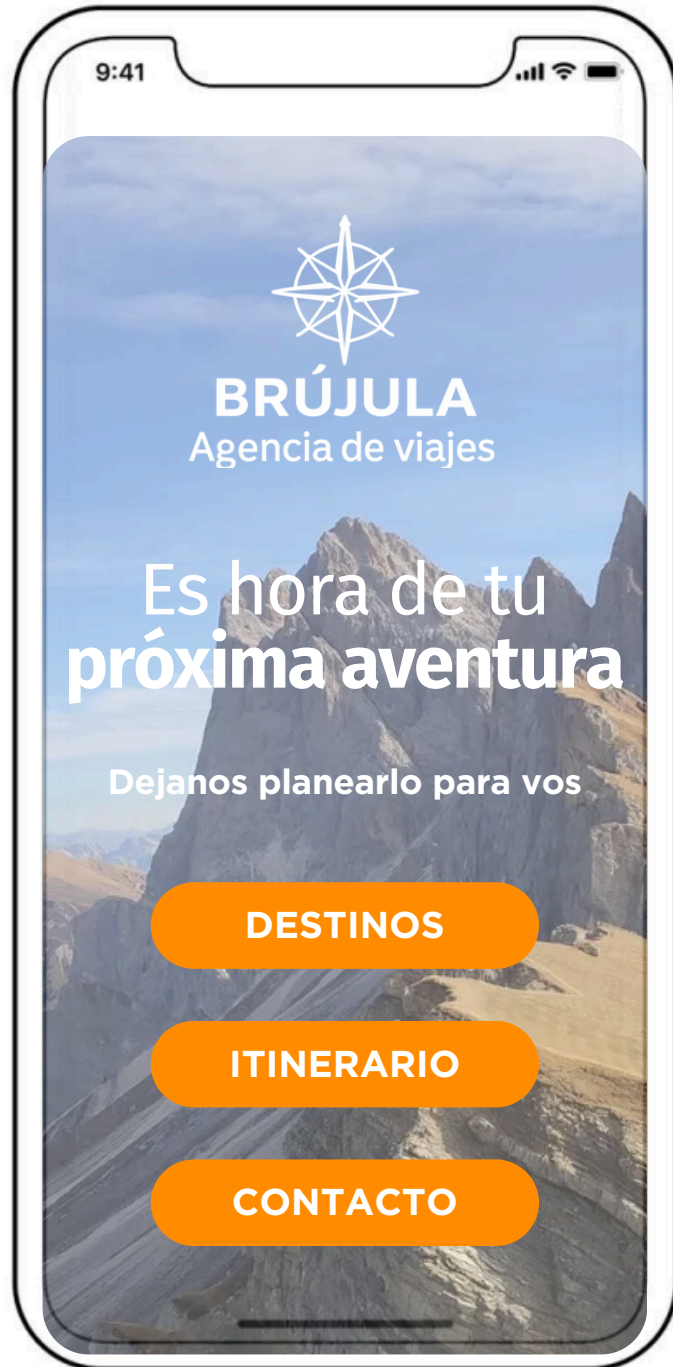 9:41
BRÚJULA
Agencia de viajes
Es hora de tu
próxima aventura
Dejanos planearlo para vos
DESTINOS
ITINERARIO
CONTACTO